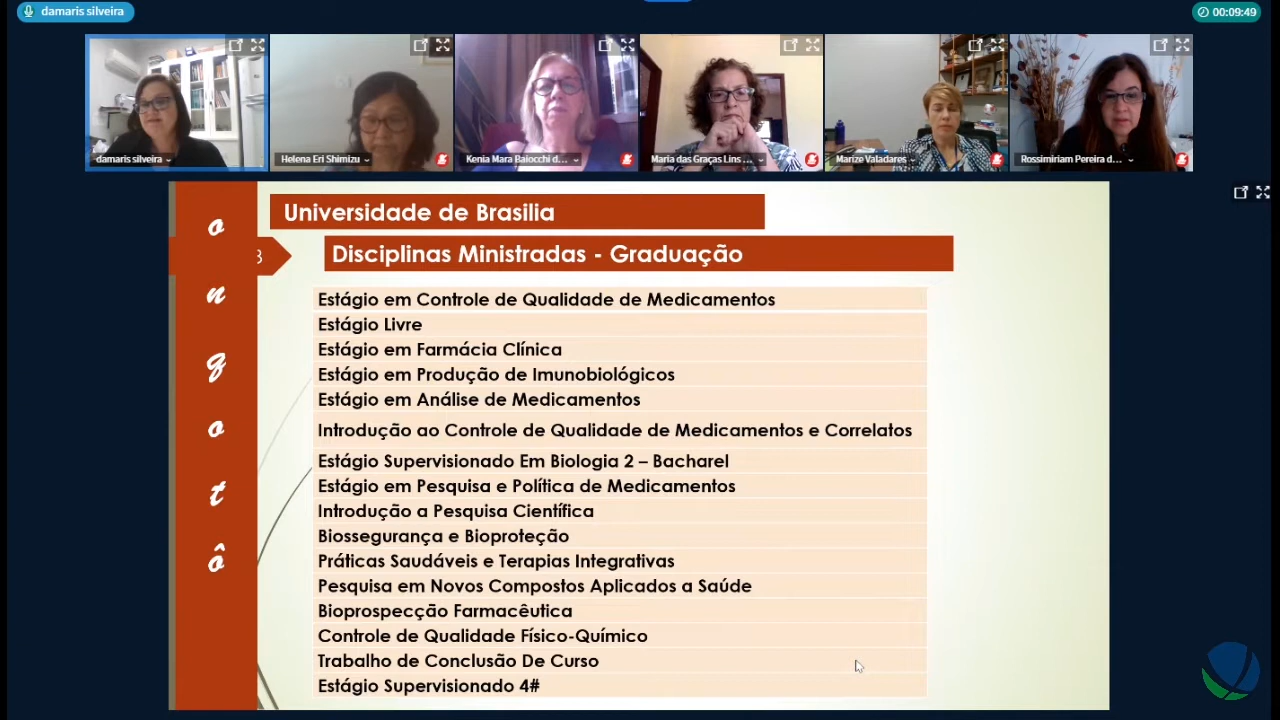 damaris silveira
00:09:49
damaris silveira
Helena Eri Shimizu
Kenia Mara Baiocchi d...
Maria das Graças Lins ...
Marize Valadares
Rossimiriam Pereira d...
Universidade de Brasilia
Disciplinas Ministradas - Graduação
o
n
q
o
t
ô
Estágio em Controle de Qualidade de Medicamentos
Estágio Livre
Estágio em Farmácia Clínica
Estágio em Produção de Imunobiológicos
Estágio em Análise de Medicamentos
Introdução ao Controle de Qualidade de Medicamentos e Correlatos
Estágio Supervisionado Em Biologia 2 – Bacharel
Estágio em Pesquisa e Política de Medicamentos
Introdução a Pesquisa Científica
Biossegurança e Bioproteção
Práticas Saudáveis e Terapias Integrativas
Pesquisa em Novos Compostos Aplicados a Saúde
Bioprospecção Farmacêutica
Controle de Qualidade Físico-Químico
Trabalho de Conclusão De Curso
Estágio Supervisionado 4#